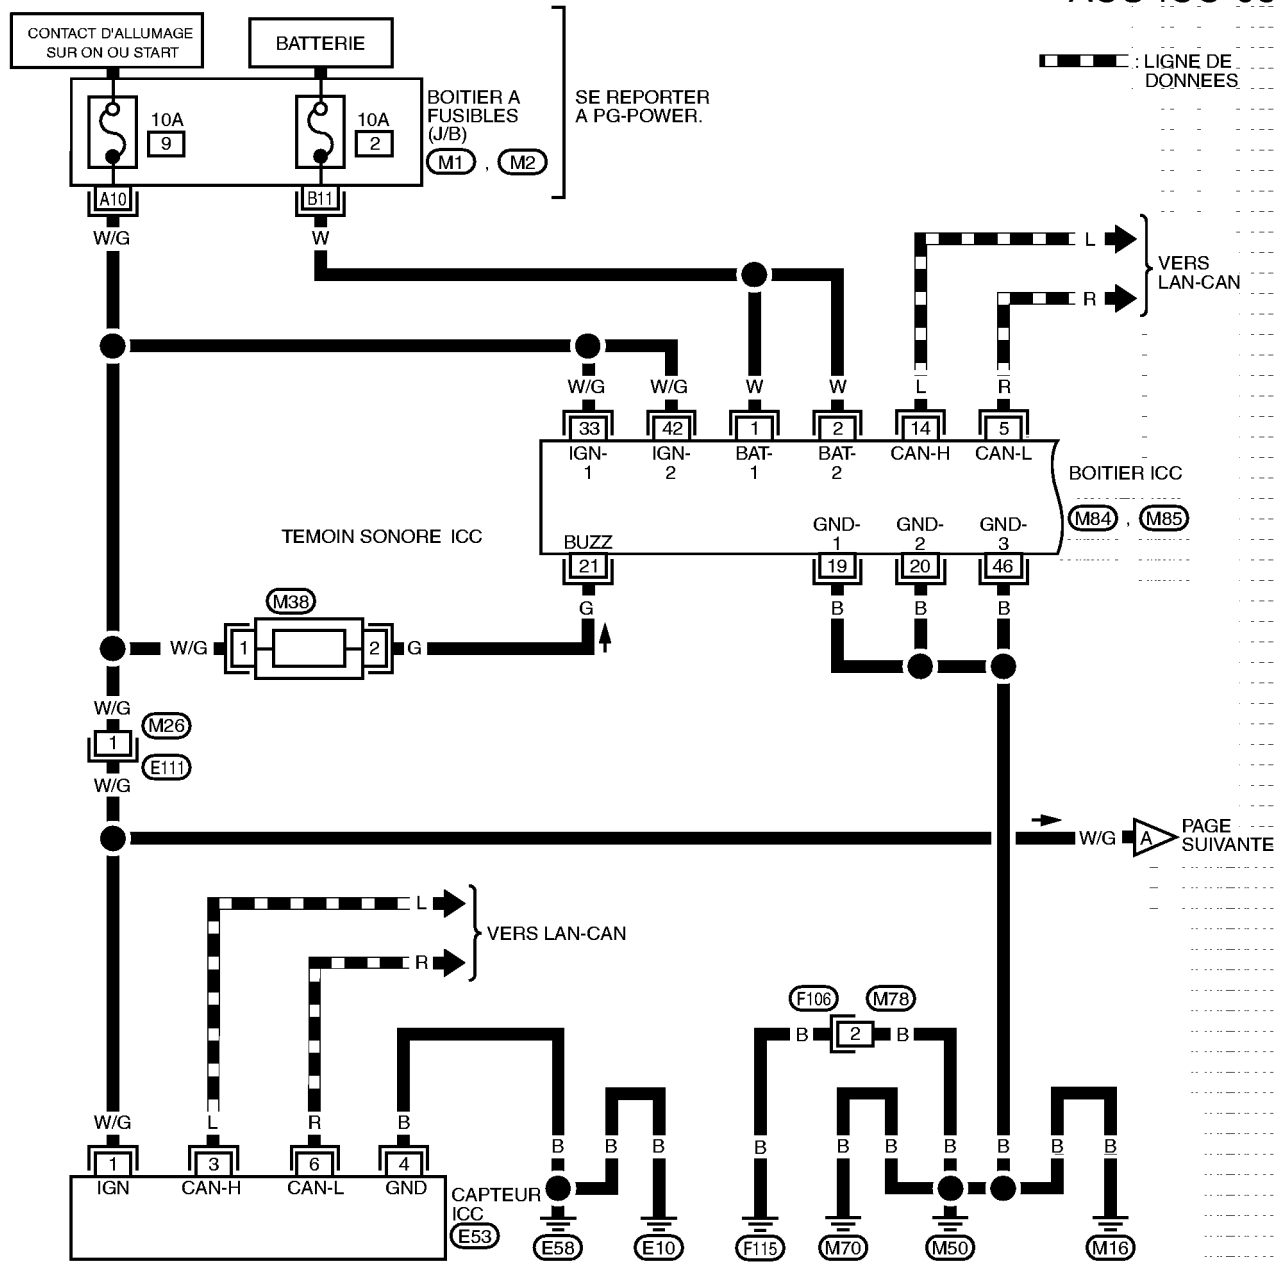 CONTACT D'ALLUMAGE
SUR ON OU START
BATTERIE
: LIGNE DE
DONNEES
10A
9
10A
2
BOITIER A
FUSIBLES
(J/B)
M1 , M2
SE REPORTER
A PG-POWER.
A10
B11
W/G
W
L
R
VERS
LAN-CAN
W/G
W/G
W
W
L
R
33
42
1
2
14
5
IGN-
1
IGN-
2
BAT-
1
BAT-
2
CAN-H
CAN-L
BOITIER ICC
M84 , M85
TEMOIN SONORE ICC
BUZZ
GND-
1
GND-
2
GND-
3
21
19
20
46
M38
G
B
B
B
W/G
1
2
G
W/G
M26
1
E111
W/G
W/G
A
PAGE
SUIVANTE
L
R
VERS LAN-CAN
F106
M78
B
2
B
W/G
L
R
B
B
B
B
B
B
B
B
B
B
B
1
3
6
4
IGN
CAN-H
CAN-L
GND
CAPTEUR
ICC
E53
E58
E10
F115
M70
M50
M16